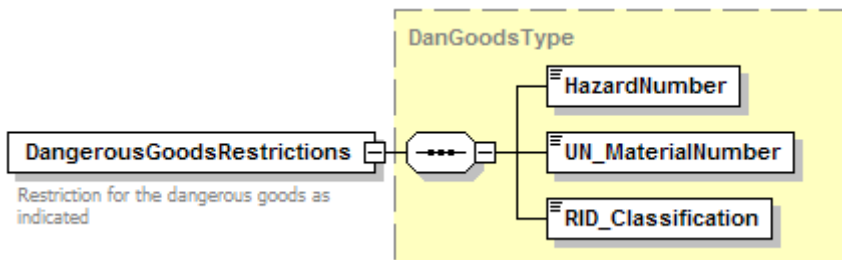 DanGoodsType
HazardNumber
DangerousGoodsRestrictions
UN_MaterialNumber
Restriction for the dangerous goods as
indicated
RID_Classification